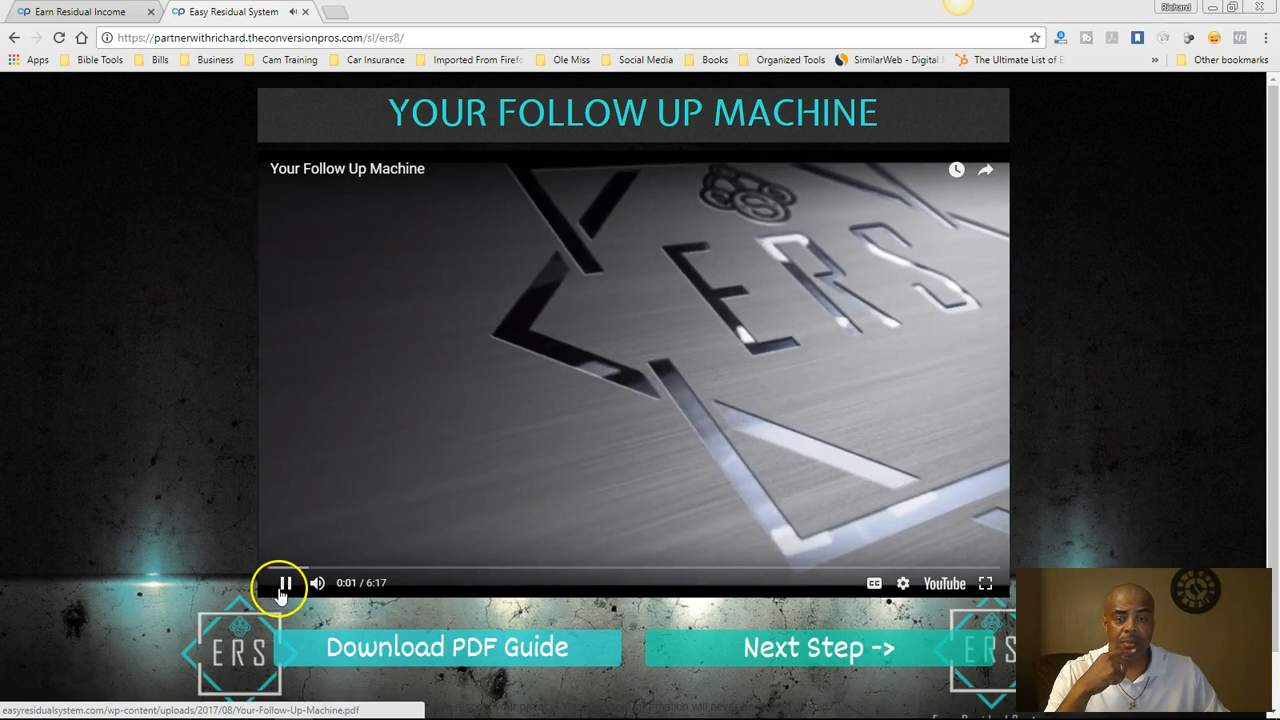 Earn Residual Income
Easy Residual System
Richard
https://partnerwithrichard.theconversionpros.com/sl/ers8/
Apps
Bible Tools
Bills
Business
Cam Training
Car Insurance
Imported From Firef
Ole Miss
Social Media
Books
Organized Tools
SimilarWeb - Digital
The Ultimate List of E
Other bookmarks
YOUR FOLLOW UP MACHINE
Your Follow Up Machine
ERS
0:01 / 6:17
CC
YouTube
ERS
Download PDF Guide
Next Step ->
ERS
easyresidualsystem.com/wp-content/uploads/2017/08/Your-Follow-Up-Machine.pdf